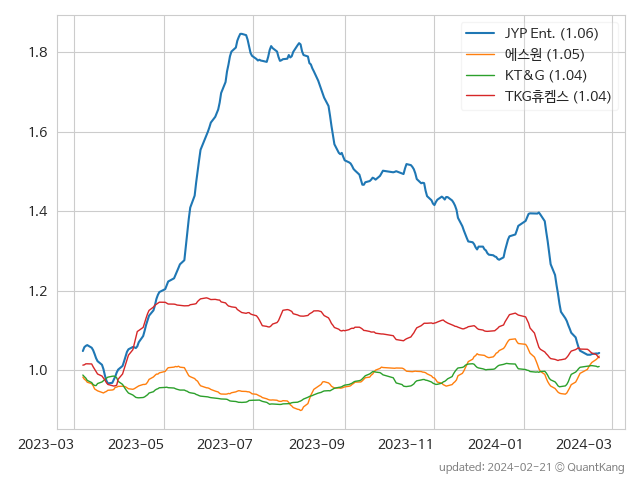 JYP Ent. (1.06)
에스원 (1.05)
KT&G (1.04)
TKG휴켐스 (1.04)
1.8
1.6
1.4
1.2
1.0
2023-03 2023-05 2023-07 2023-09 2023-11 2024-01 2024-03
updated: 2024-02-21 © QuantKang